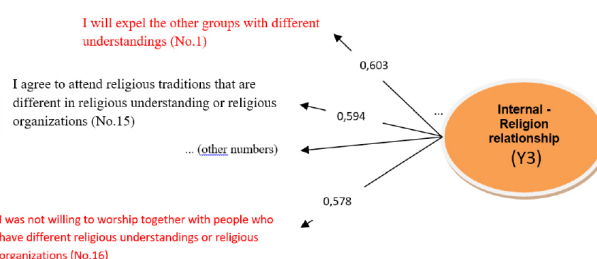 I will expel the other groups with different
understandings (No.1)
0,603
I agree to attend religious traditions that are
different in religious understanding or religious
organizations (No.15)
0,594
...
Internal -
Religion
relationship
(Y3)
... (other numbers)
0,578
I was not willing to worship together with people who
have different religious understandings or religious
organizations (No.16)